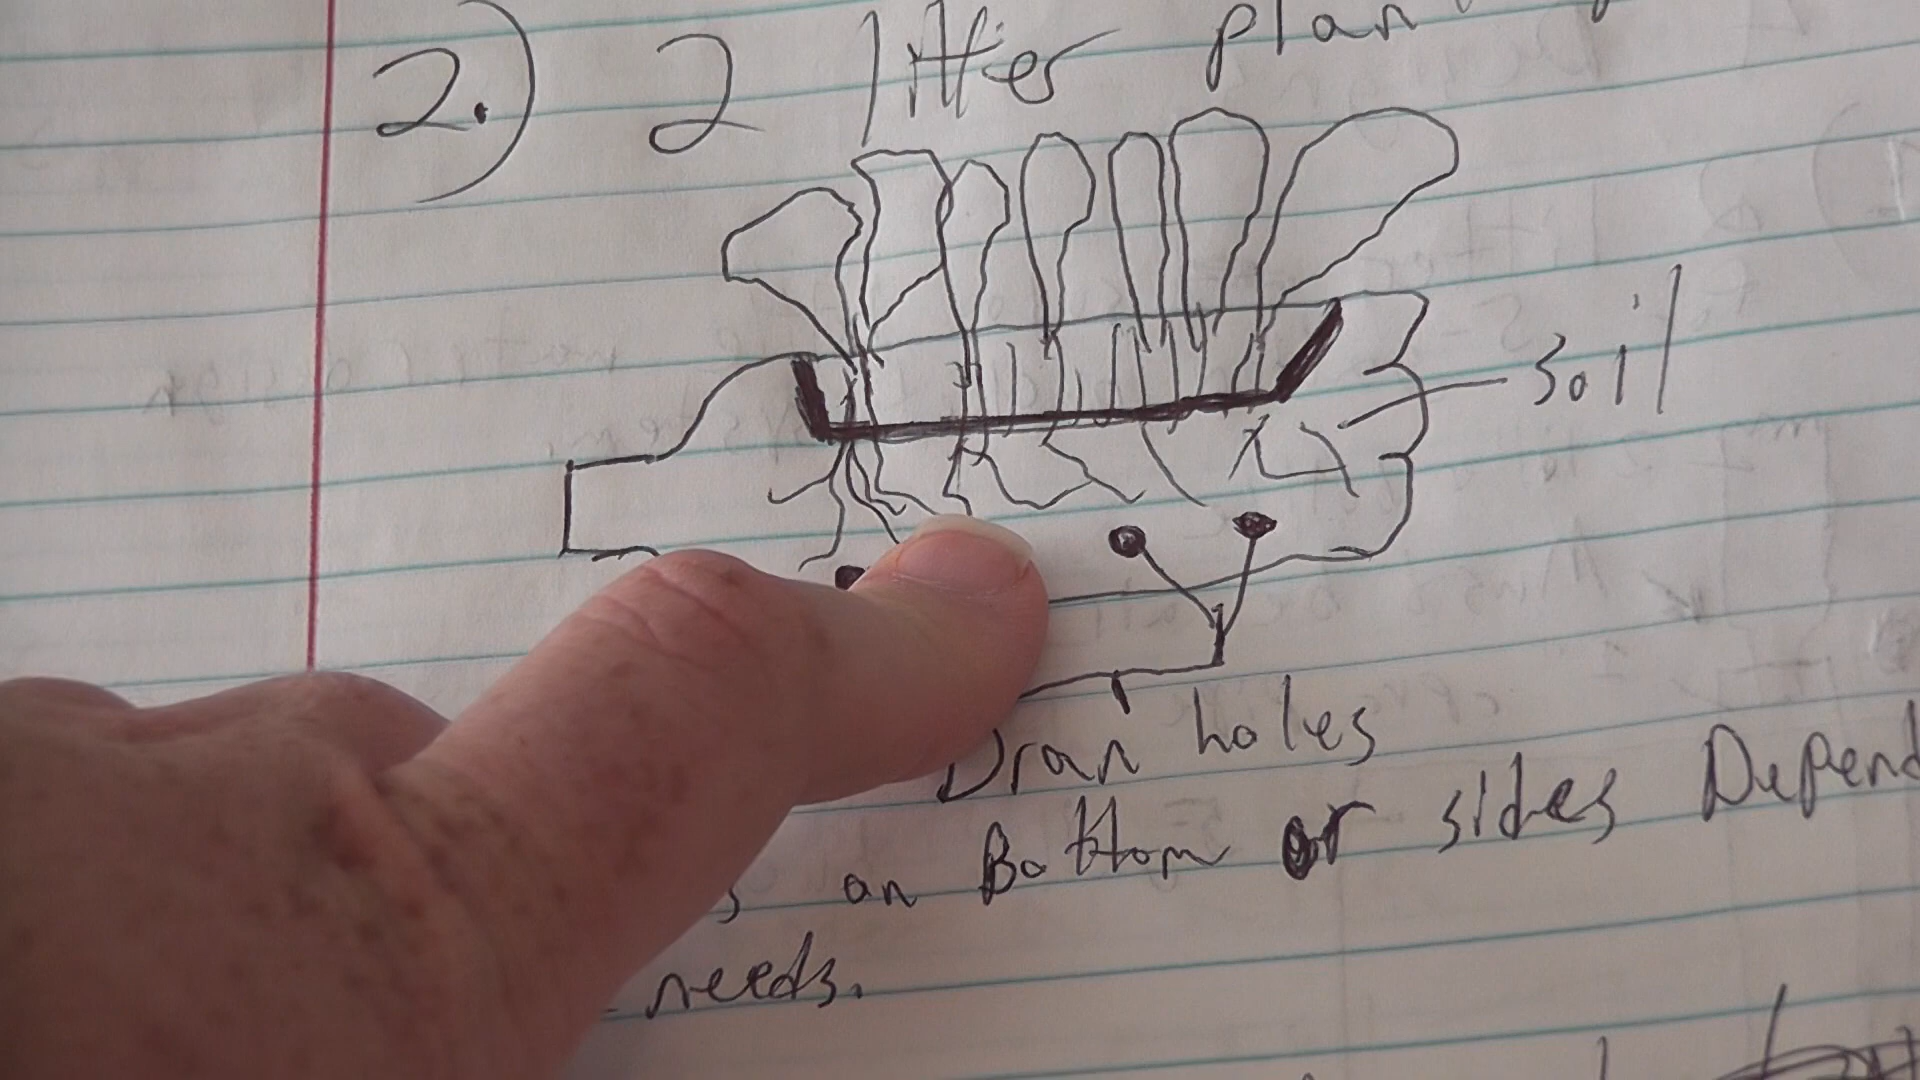 2.) 2 litter plan
soil
Dran holes
on Bottom or sides Depend
needs.